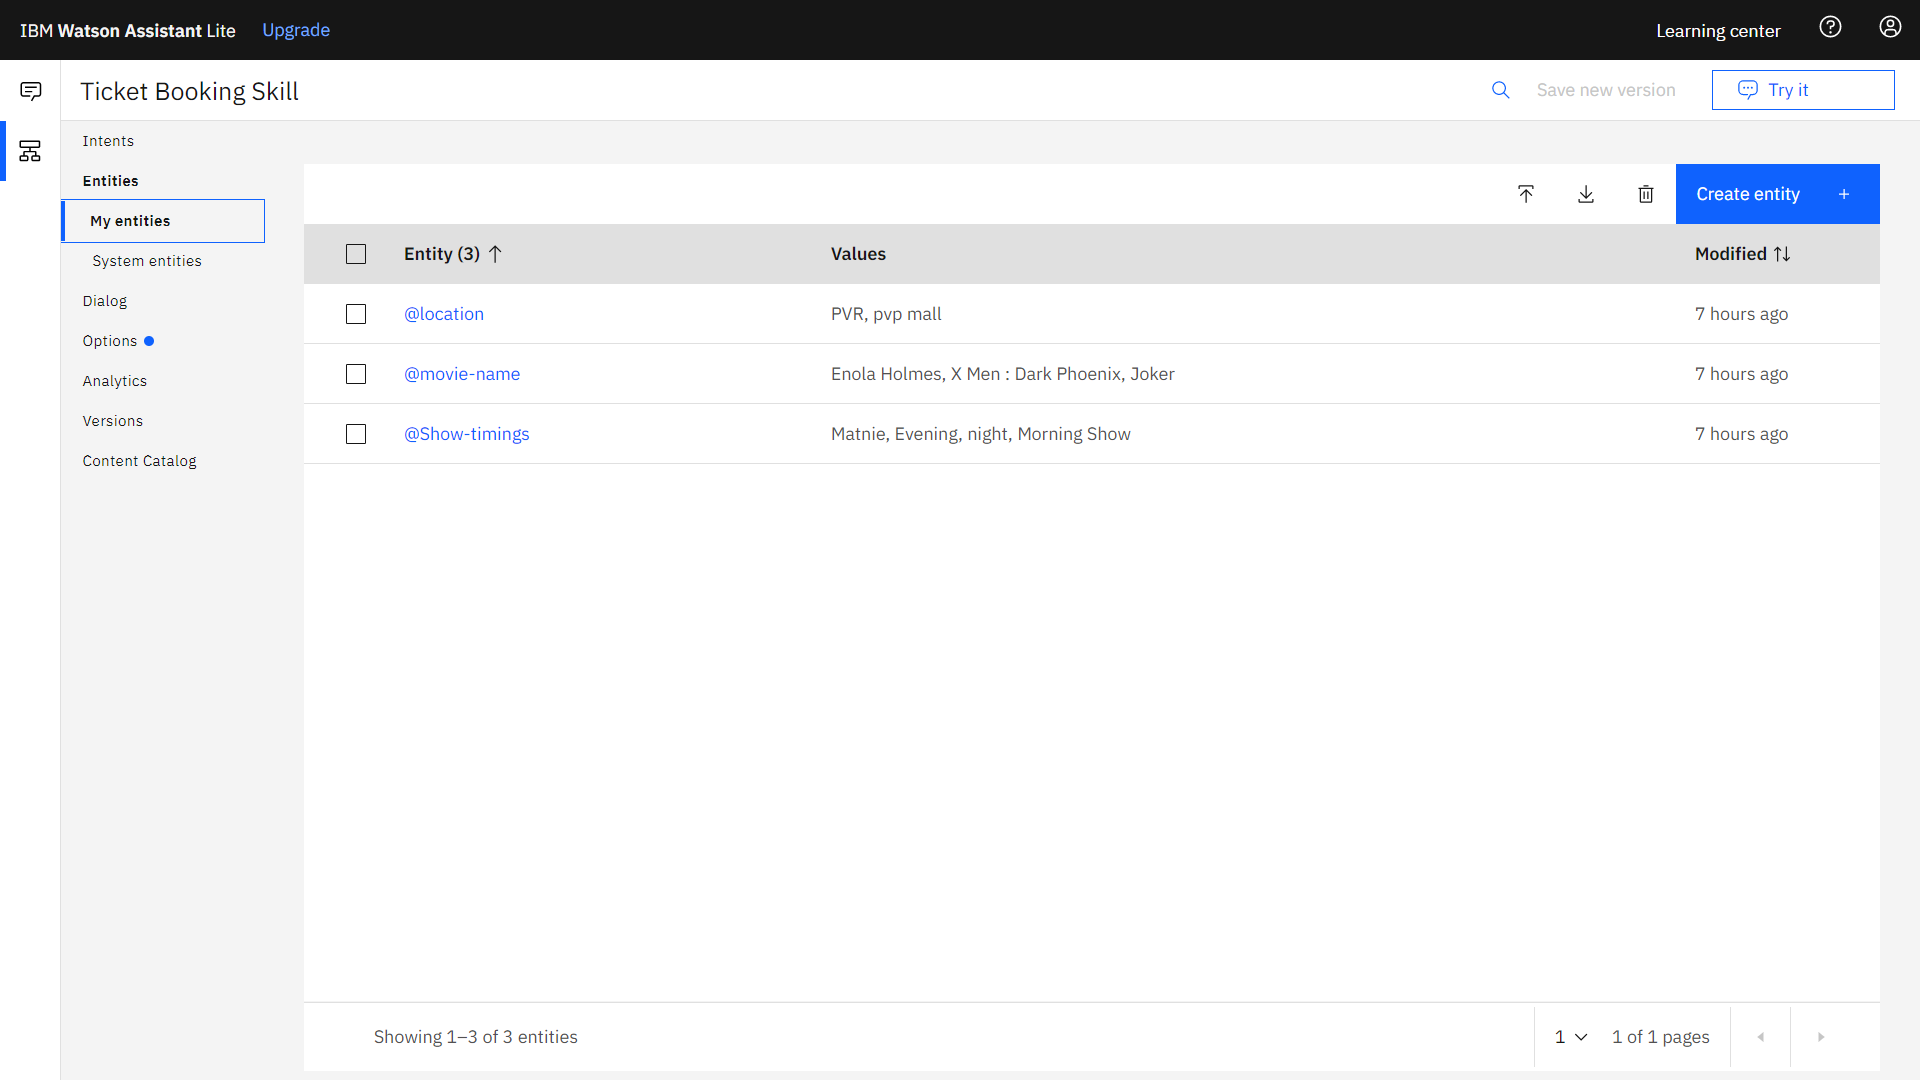 IBM Watson Assistant Lite Upgrade Learning center
Ticket Booking Skill Save new version Try it
Intents
Entities
My entities
System entities
Dialog
Options
Analytics
Versions
Content Catalog
Create entity +
Entity (3) Values Modified
@location PVR, pvp mall 7 hours ago
@movie-name Enola Holmes, X Men : Dark Phoenix, Joker 7 hours ago
@Show-timings Matnie, Evening, night, Morning Show 7 hours ago
Showing 1–3 of 3 entities 1 1 of 1 pages